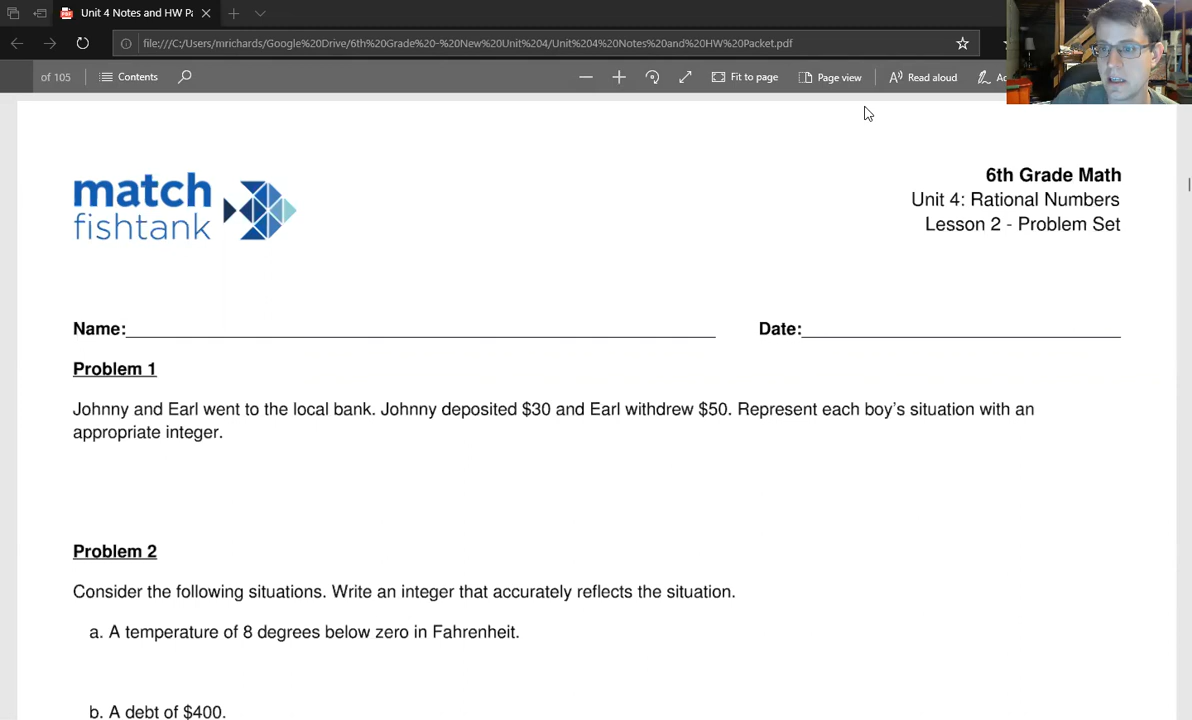 Unit 4 Notes and HW Pa
file:///C:/Users/mrichards/Google%20Drive/6th%20Grade%20-%20New%20Unit%204/Unit%204%20Notes%20and%20HW%20Packet.pdf
of 105 Contents Fit to page Page view Read aloud
match
fishtank
6th Grade Math
Unit 4: Rational Numbers
Lesson 2 - Problem Set
Name: Date:
Problem 1
Johnny and Earl went to the local bank. Johnny deposited $30 and Earl withdrew $50. Represent each boy's situation with an
appropriate integer.
Problem 2
Consider the following situations. Write an integer that accurately reflects the situation.
a. A temperature of 8 degrees below zero in Fahrenheit.
b. A debt of $400.